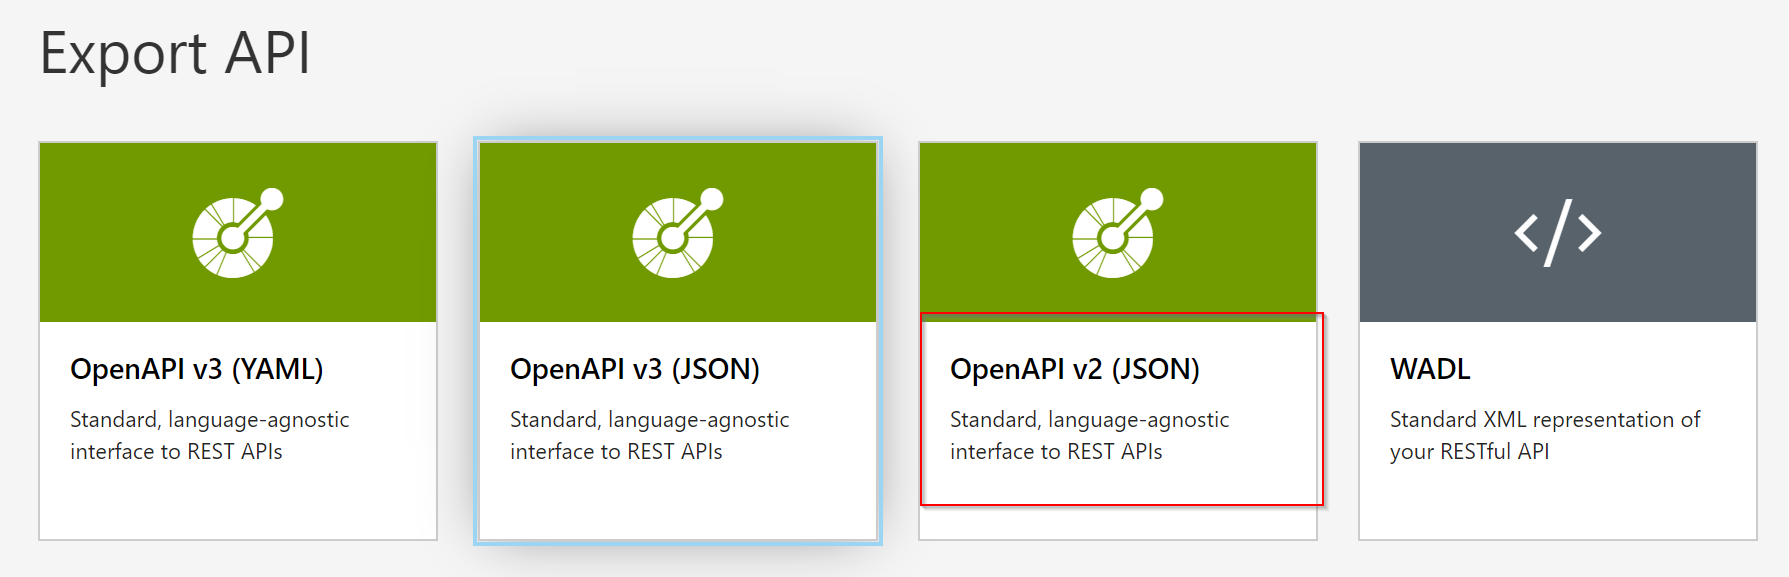 Export API
OpenAPI v3 (YAML)
Standard, language-agnostic
interface to REST APIs
OpenAPI v3 (JSON)
Standard, language-agnostic
interface to REST APIs
OpenAPI v2 (JSON)
Standard, language-agnostic
interface to REST APIs
WADL
Standard XML representation of
your RESTful API